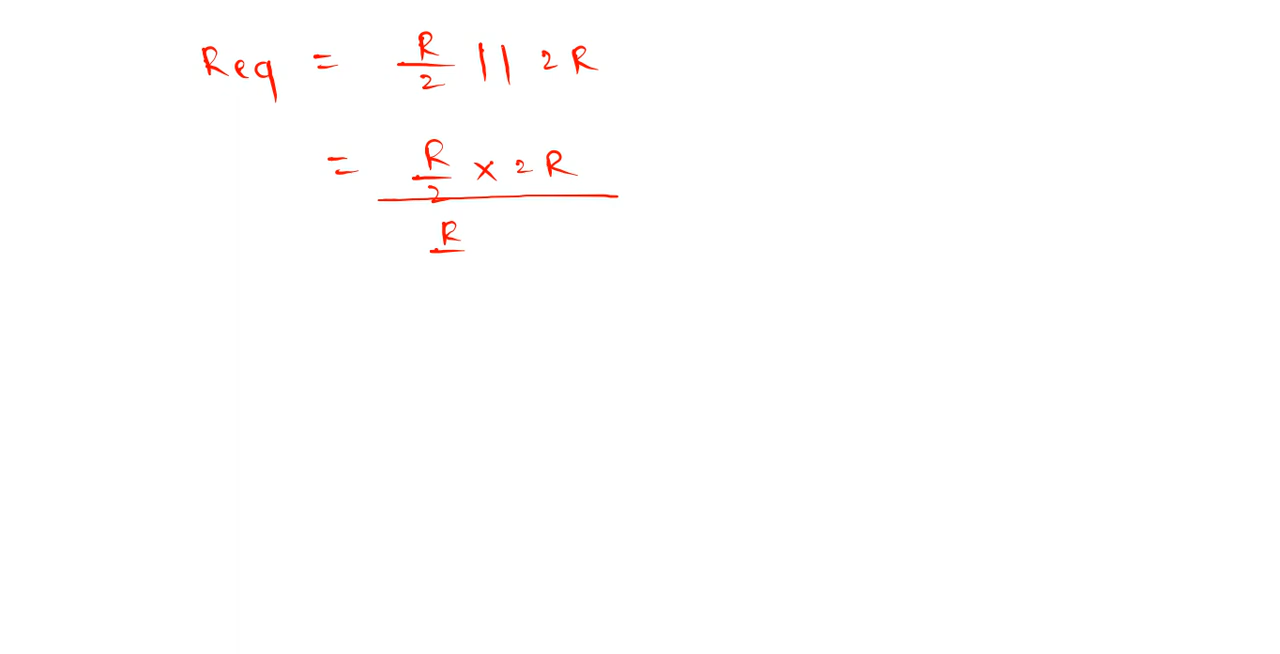 Req = R/2 || 2R
= R/2 × 2R
R